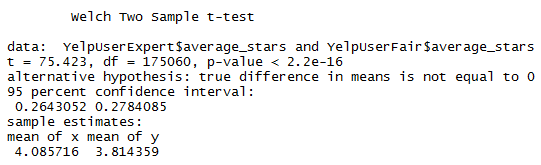 Welch Two Sample t-test
data:  YelpUserExpert$average_stars and YelpUserFair$average_stars
t = 75.423, df = 175060, p-value < 2.2e-16
alternative hypothesis: true difference in means is not equal to 0
95 percent confidence interval:
0.2643052 0.2784085
sample estimates:
mean of x mean of y
4.085716  3.814359